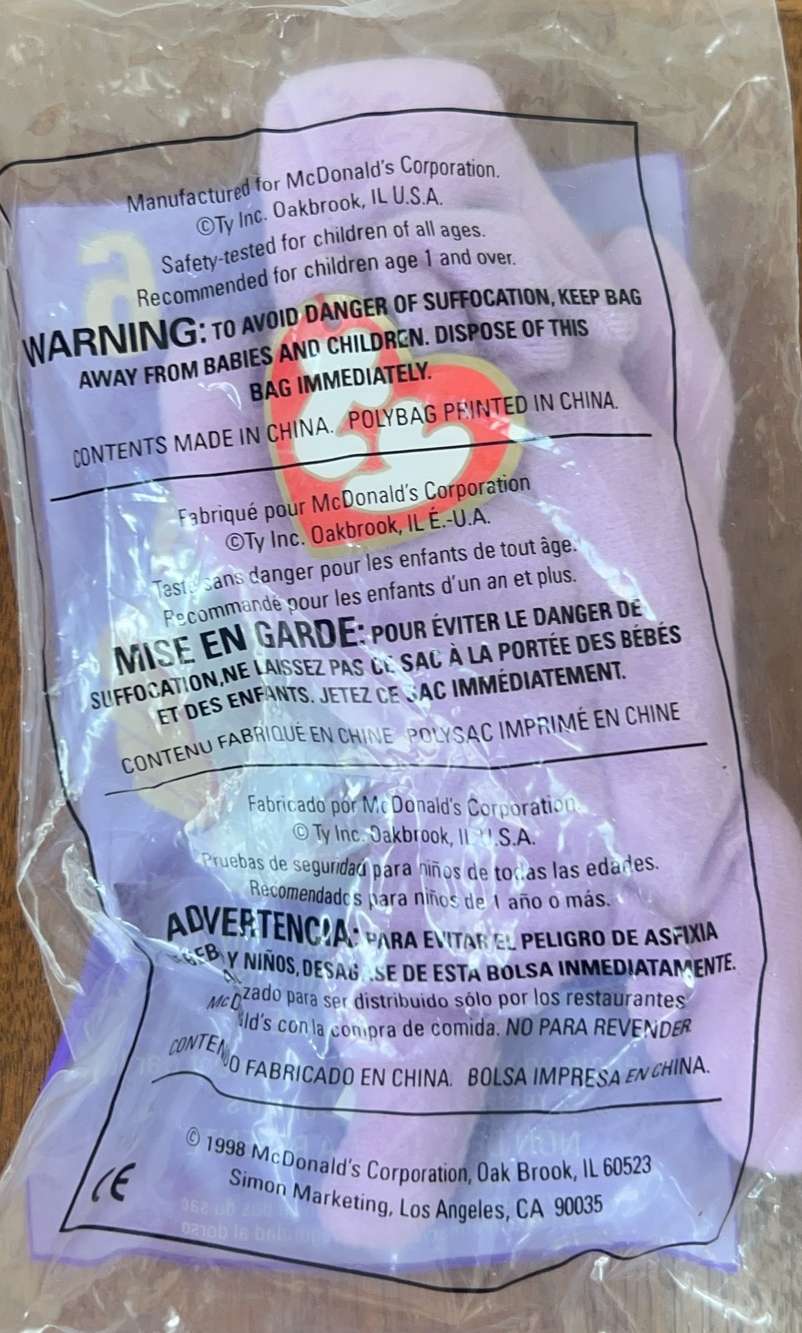 Manufactured for McDonald's Corporation.
©Ty Inc. Oakbrook, IL U.S.A.
Safety-tested for children of all ages.
Recommended for children age 1 and over.
WARNING: TO AVOID DANGER OF SUFFOCATION, KEEP BAG
AWAY FROM BABIES AND CHILDREN. DISPOSE OF THIS
BAG IMMEDIATELY.
CONTENTS MADE IN CHINA. POLYBAG PRINTED IN CHINA.
ty
Fabriqué pour McDonald's Corporation
©Ty Inc. Oakbrook, IL É.-U.A.
sans danger pour les enfants de tout âge.
Recommandé pour les enfants d'un an et plus.
MISE EN GARDE: POUR ÉVITER LE DANGER DE
SUFFOCATION,NE LAISSEZ PAS CE SAC À LA PORTÉE DES BÉBÉS
ET DES ENFANTS. JETEZ CE SAC IMMÉDIATEMENT.
CONTENU FABRIQUÉ EN CHINE POLYSAC IMPRIMÉ EN CHINE
Fabricado por McDonald's Corporation
© Ty Inc. Oakbrook, IL U.S.A.
Pruebas de seguridad para niños de todas las edades.
Recomendados para niños de 1 año o más.
ADVERTENCIA: PARA EVITAR EL PELIGRO DE ASFIXIA
Y NIÑOS, DE ESTA BOLSA INMEDIATAMENTE.
para ser distribuido sólo por los restaurantes
McDonald's con la compra de comida. NO PARA REVENDER
CONTENIDO FABRICADO EN CHINA. BOLSA IMPRESA EN CHINA.
© 1998 McDonald's Corporation, Oak Brook, IL 60523
Simon Marketing, Los Angeles, CA 90035
CE